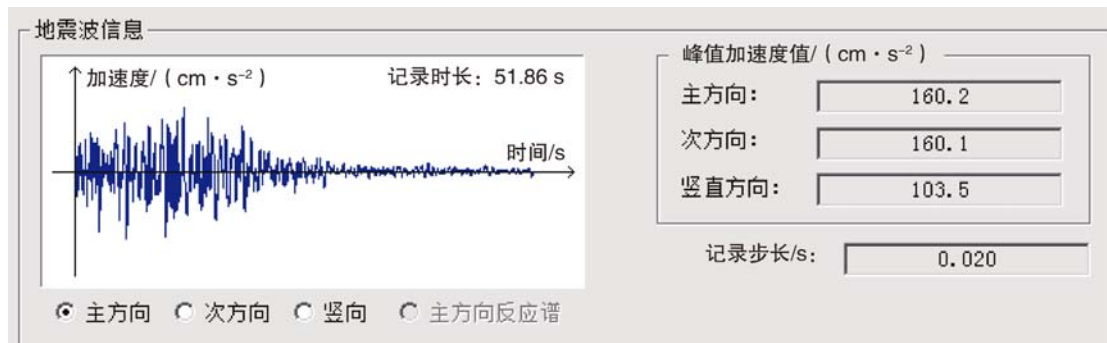 地震波信息
加速度/（cm·s⁻²）
记录时长：51.86 s
时间/s
主方向
次方向
竖向
主方向反应谱
峰值加速度值/（cm·s⁻²）
主方向：
160.2
次方向：
160.1
竖直方向：
103.5
记录步长/s：
0.020